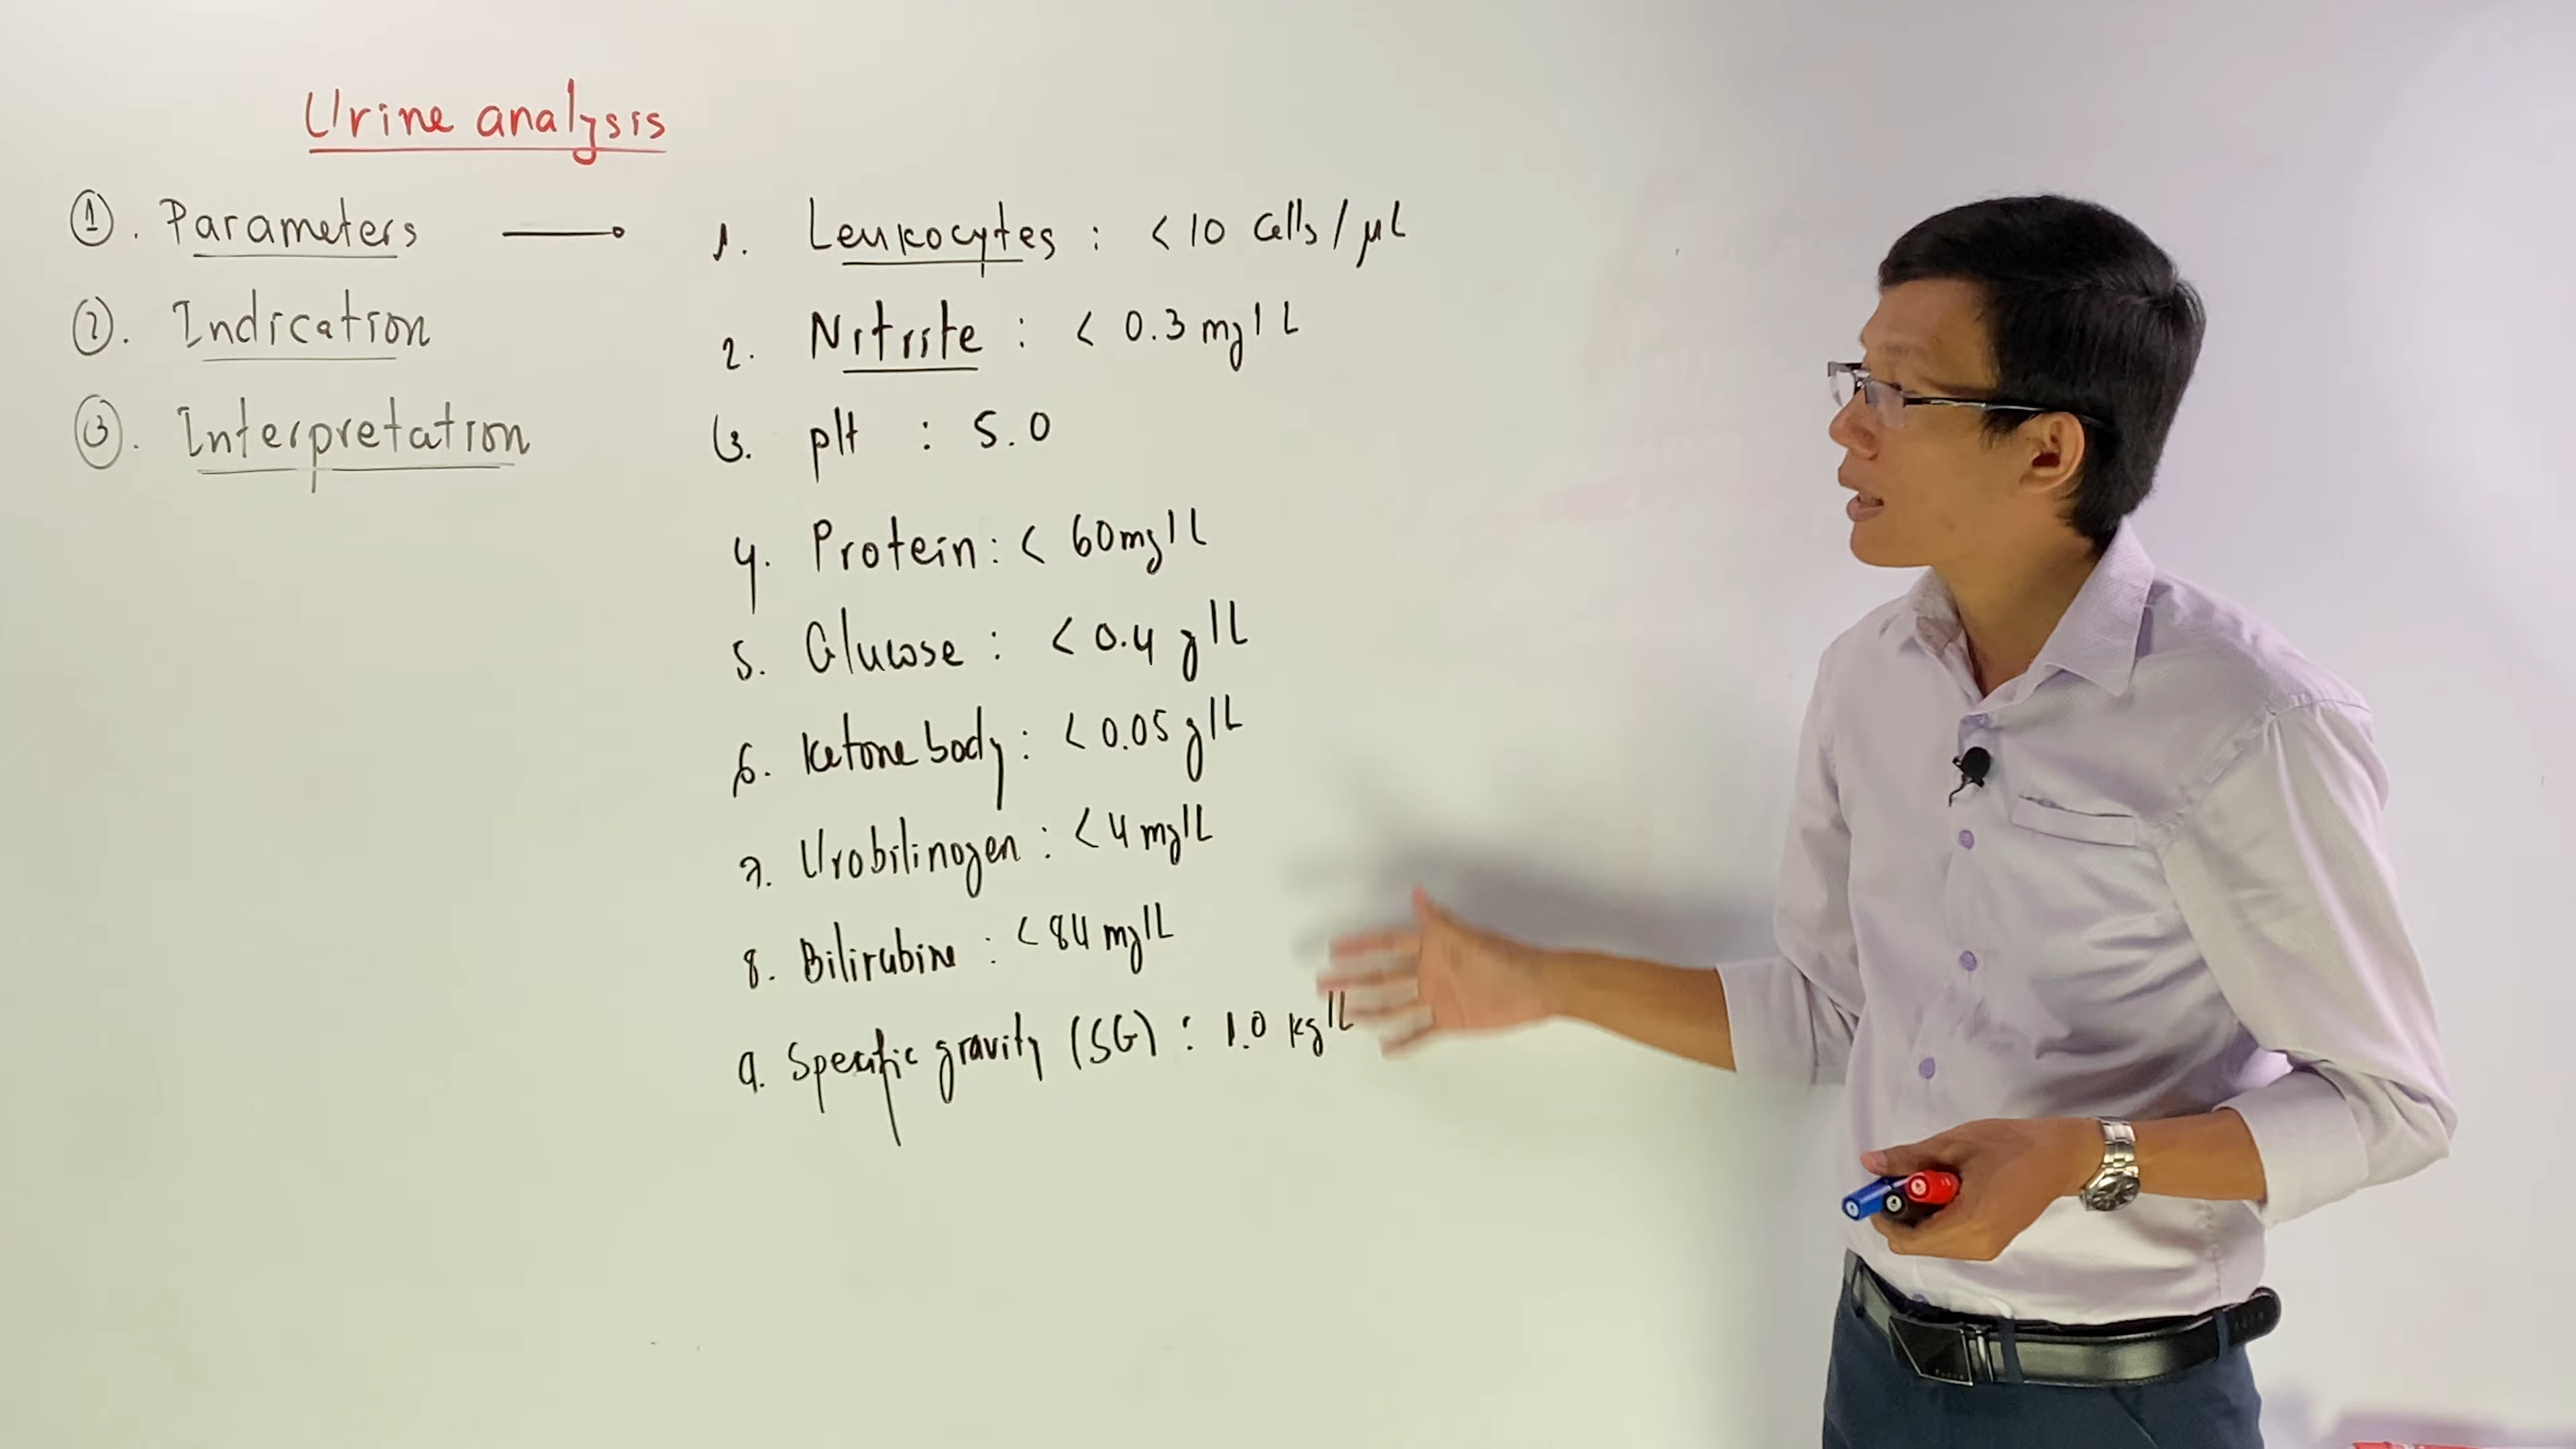 Urine analysis
①. Parameters
②. Indication
③. Interpretation
1. Leukocytes : < 10 Cells / µL
2. Nitrite : < 0.3 mg/L
3. pH : 5.0
4. Protein : < 60mg/L
5. Glucose : < 0.4 g/L
6. Ketone body : < 0.05 g/L
7. Urobilinogen : < 4 mg/L
8. Bilirubine : < 84 mg/L
9. Specific gravity (SG) : 1.0 kg/L